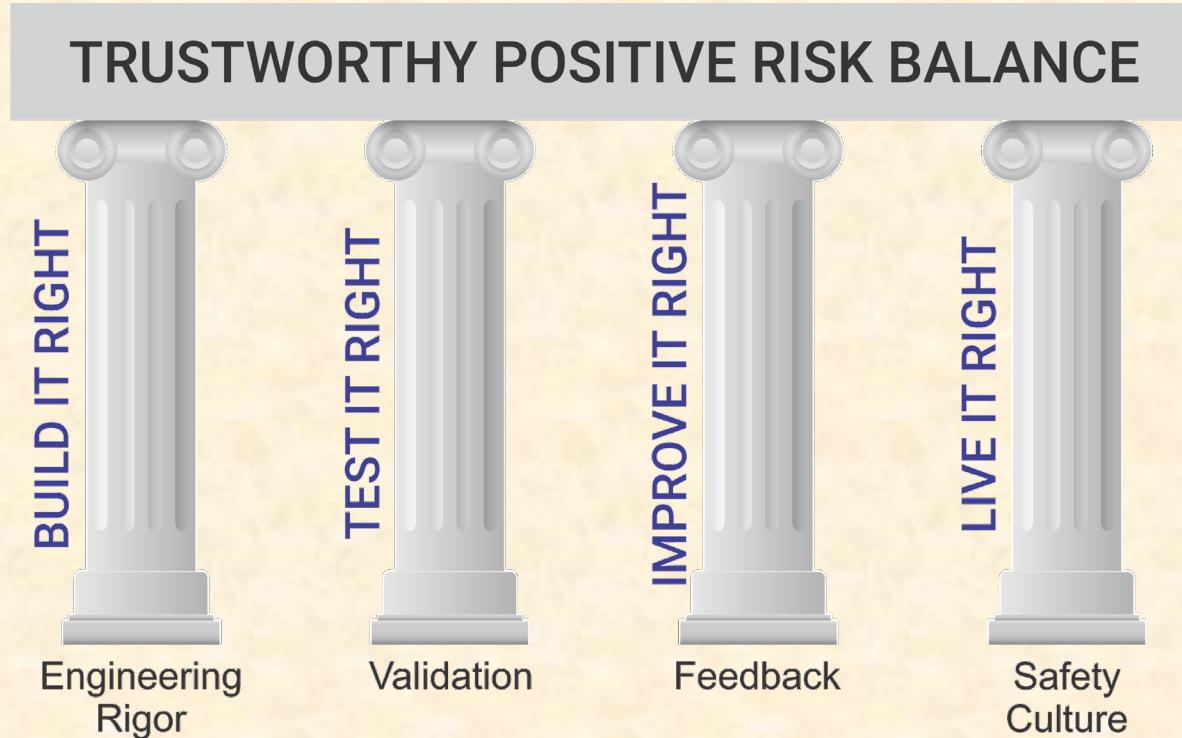 TRUSTWORTHY POSITIVE RISK BALANCE
BUILD IT RIGHT
TEST IT RIGHT
IMPROVE IT RIGHT
LIVE IT RIGHT
Engineering
Rigor
Validation
Feedback
Safety
Culture